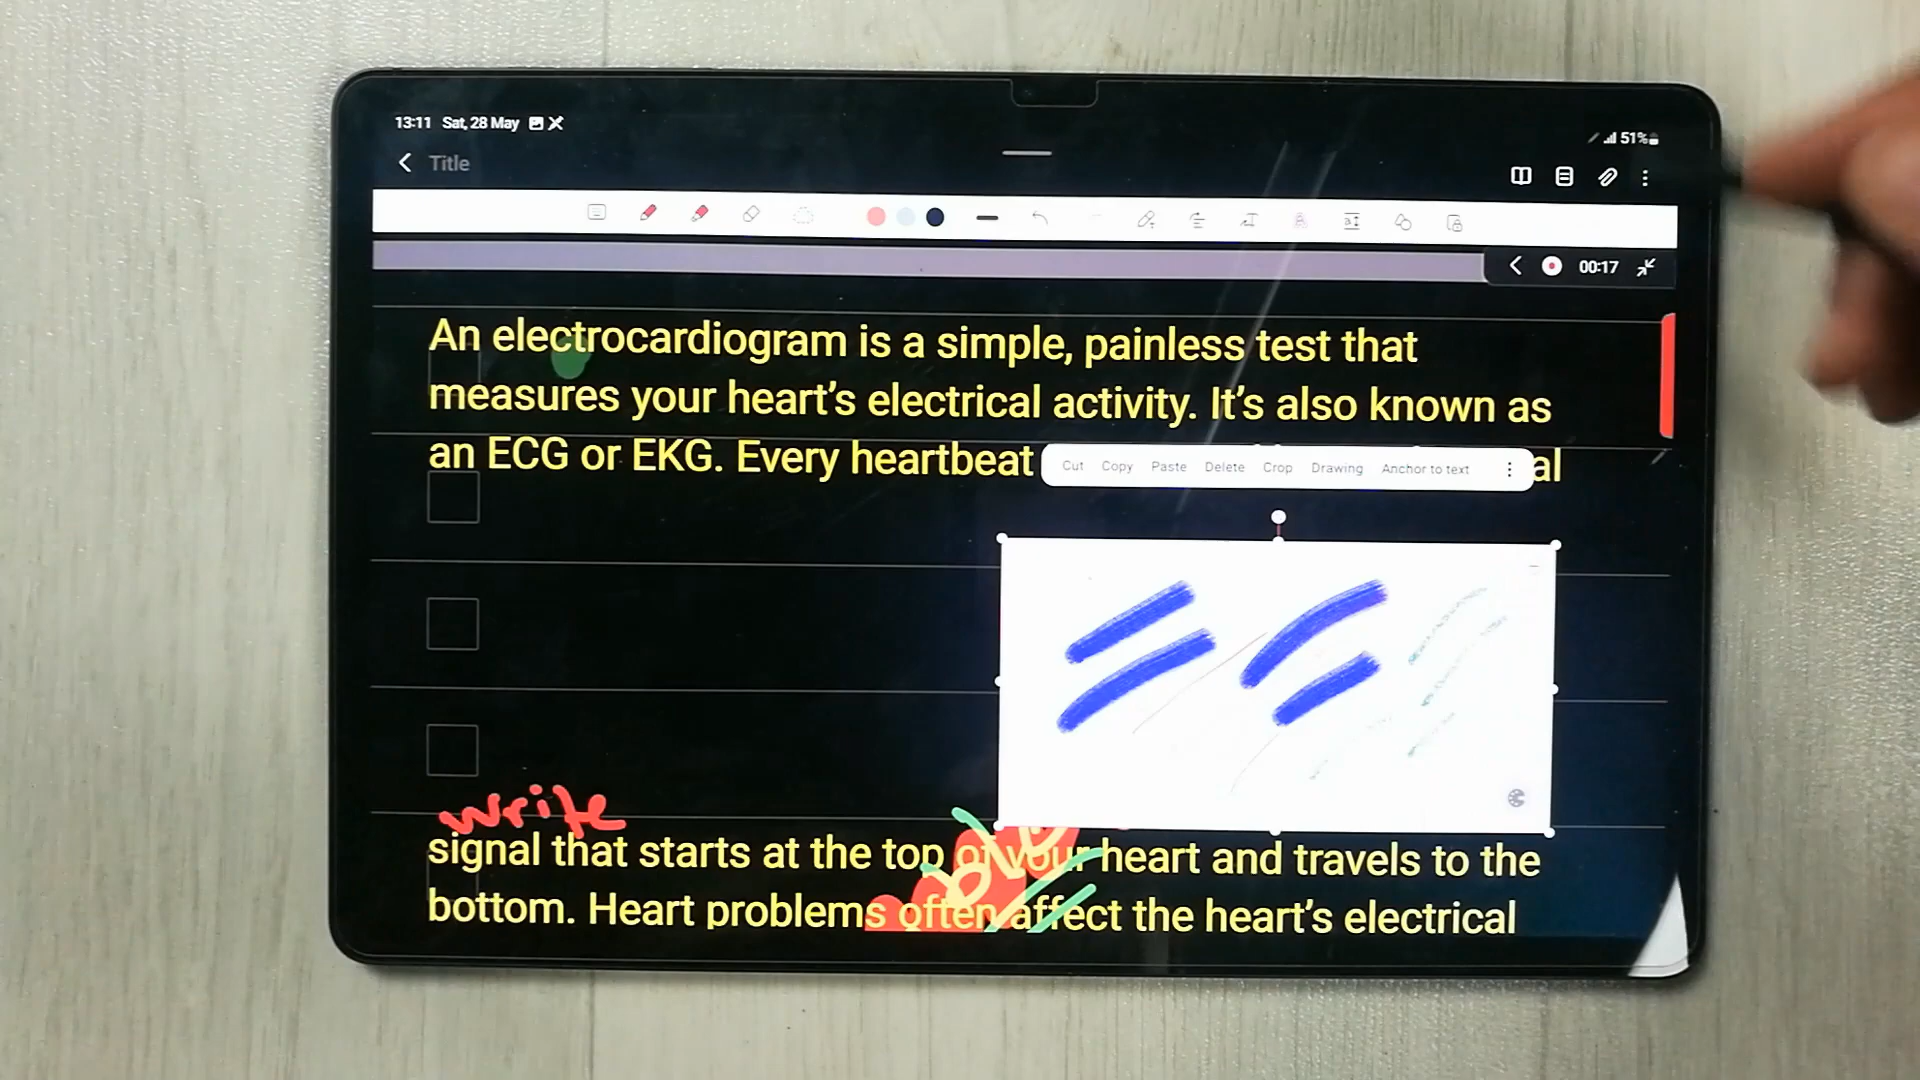 13:11 Sat, 28 May
51%
Title
00:17
An electrocardiogram is a simple, painless test that
measures your heart’s electrical activity. It’s also known as
an ECG or EKG. Every heartbeat
al
Cut Copy Paste Delete Crop Drawing Anchor to text
write
signal that starts at the top of your heart and travels to the
bottom. Heart problems often affect the heart’s electrical